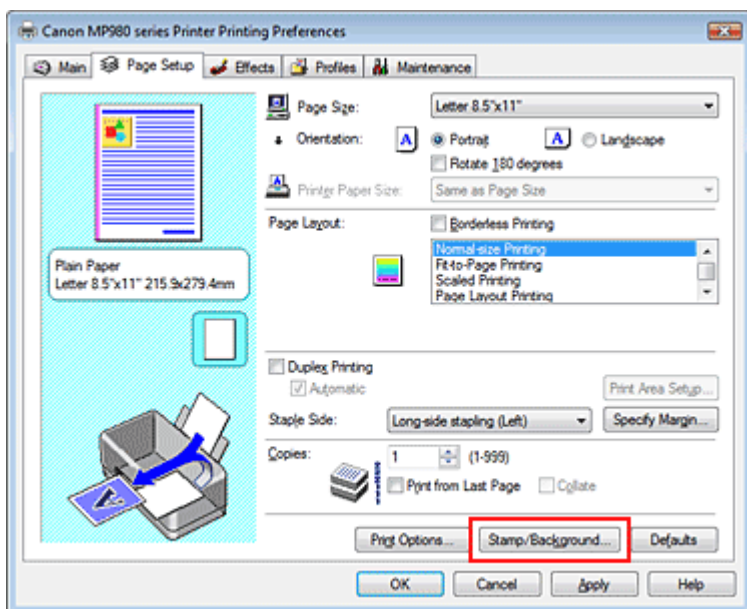 Canon MP980 series Printer Printing Preferences
Main Page Setup Effects Profiles Maintenance
Page Size: Letter 8.5"x11"
Orientation: A Portrait A Landscape
Rotate 180 degrees
Printer Paper Size: Same as Page Size
Page Layout: Borderless Printing
Normal-size Printing
Fit-to-Page Printing
Scaled Printing
Page Layout Printing
Plain Paper
Letter 8.5"x11" 215.9x279.4mm
Duplex Printing
Automatic Print Area Setup...
Staple Side: Long-side stapling (Left) Specify Margin...
Copies: 1 (1-999)
Print from Last Page Collate
A
Print Options... Stamp/Background... Defaults
OK Cancel Apply Help